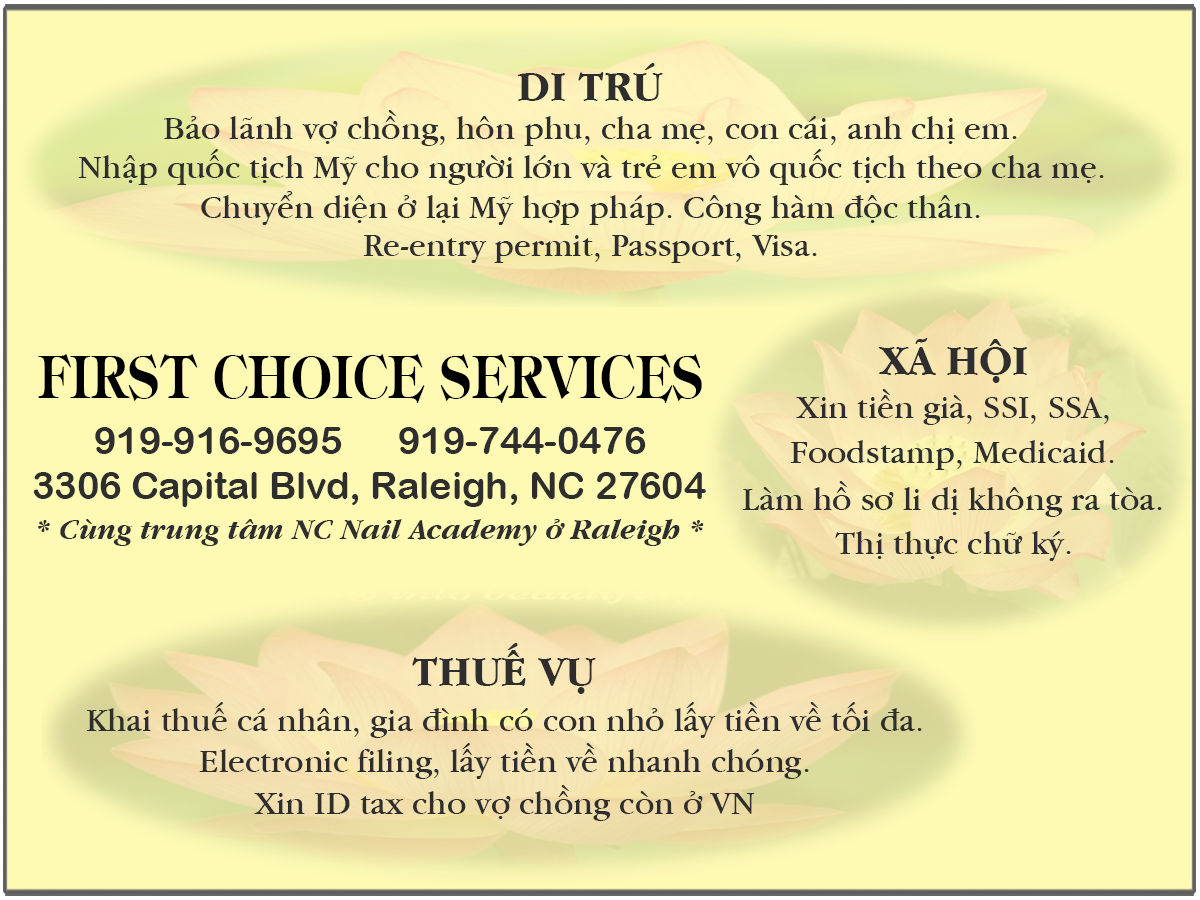 DI TRÚ
Bảo lãnh vợ chồng, hôn phu, cha mẹ, con cái, anh chị em.
Nhập quốc tịch Mỹ cho người lớn và trẻ em vô quốc tịch theo cha mẹ.
Chuyển diện ở lại Mỹ hợp pháp. Công hàm độc thân.
Re-entry permit, Passport, Visa.
FIRST CHOICE SERVICES
919-916-9695 919-744-0476
3306 Capital Blvd, Raleigh, NC 27604
* Cùng trung tâm NC Nail Academy ở Raleigh *
XÃ HỘI
Xin tiền già, SSI, SSA,
Foodstamp, Medicaid.
Làm hồ sơ li dị không ra tòa.
Thị thực chữ ký.
THUẾ VỤ
Khai thuế cá nhân, gia đình có con nhỏ lấy tiền về tối đa.
Electronic filing, lấy tiền về nhanh chóng.
Xin ID tax cho vợ chồng còn ở VN